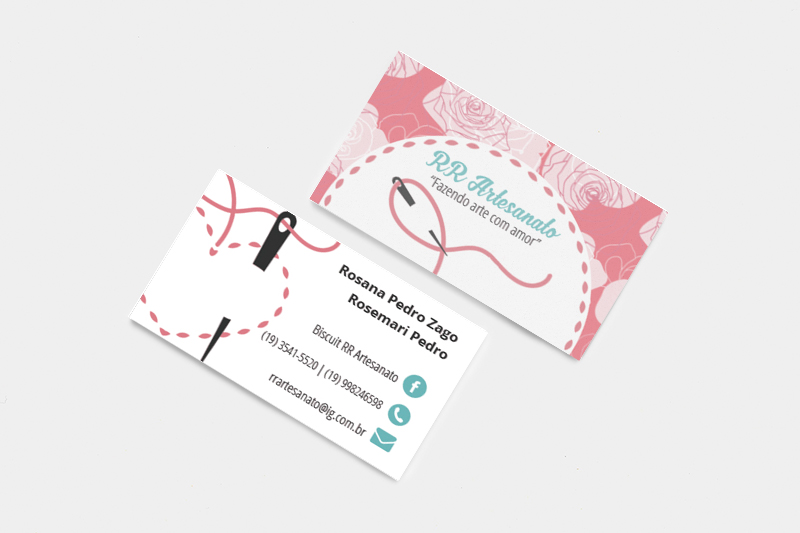 RR Artesanato
“Fazendo arte com amor”
Rosana Pedro Zago
Rosemari Pedro
Biscuit RR Artesanato
(19) 3541-5520 | (19) 998246598
rrartesanato@ig.com.br